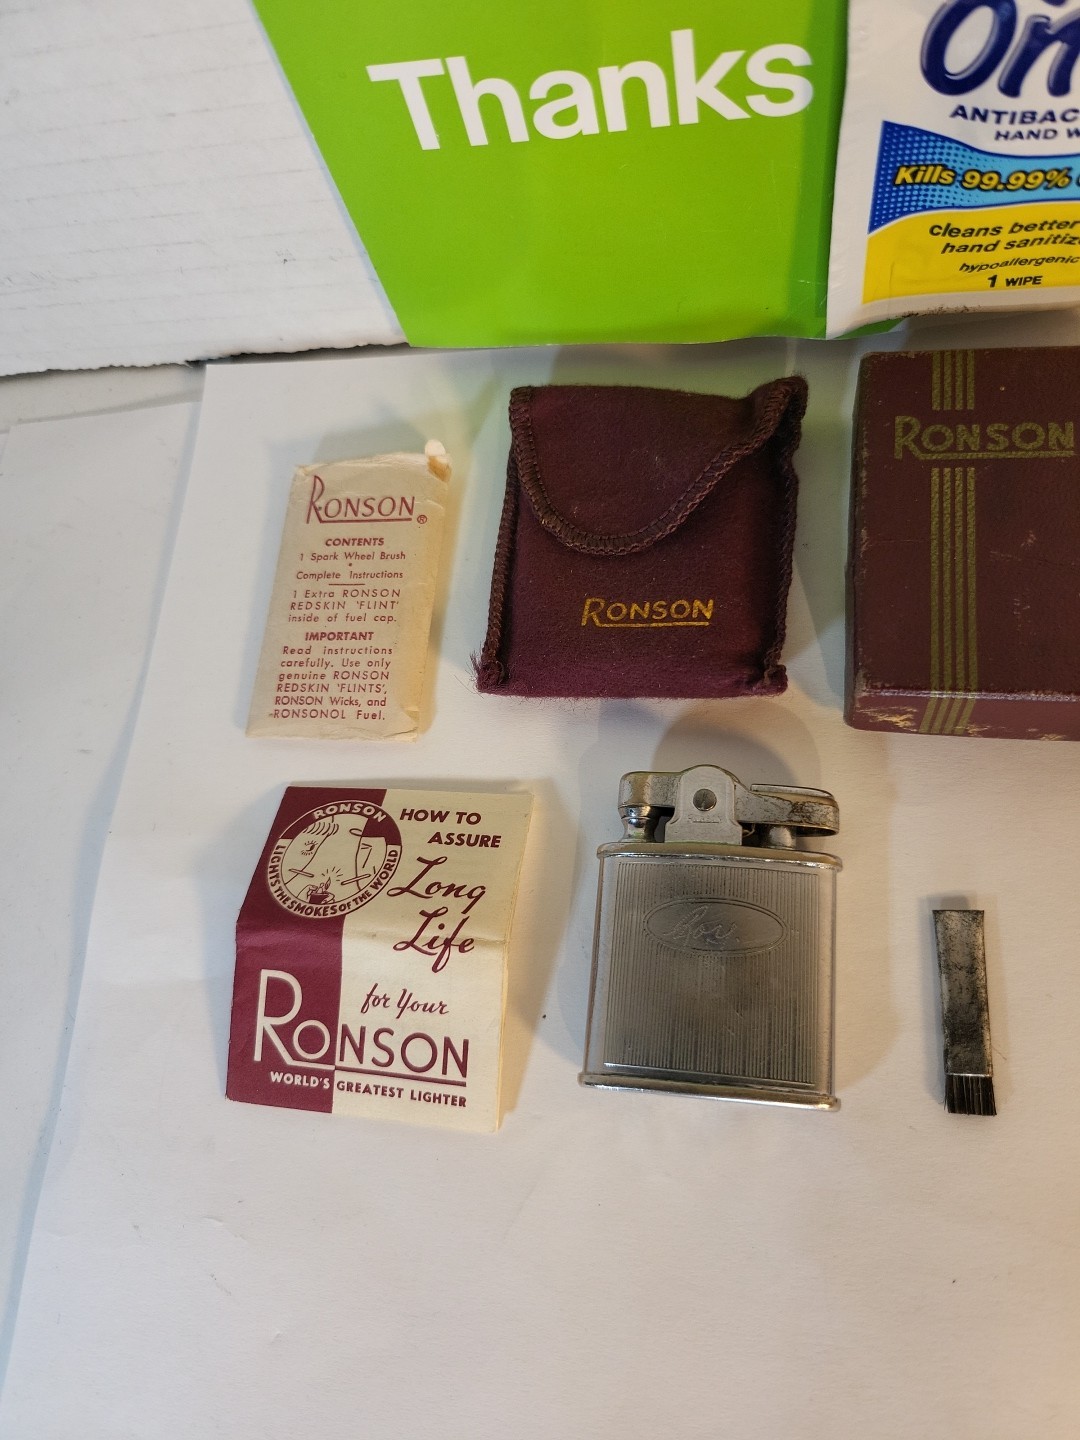 Thanks
On
ANTIBAC
HAND W
Kills 99.99%
cleans better
hand sanitiz
hypoallergenic
1 WIPE
RONSON
CONTENTS
1 Spark Wheel Brush
•
Complete Instructions
1 Extra RONSON
REDSKIN 'FLINT'
inside of fuel cap.
IMPORTANT
Read instructions
carefully. Use only
genuine RONSON
REDSKIN 'FLINTS',
RONSON Wicks, and
RONSONOL Fuel.
RONSON
RONSON
RONSON
LIGHTS THE SMOKES OF THE WORLD
HOW TO
ASSURE
Long
Life
for Your
RONSON
WORLD'S GREATEST LIGHTER